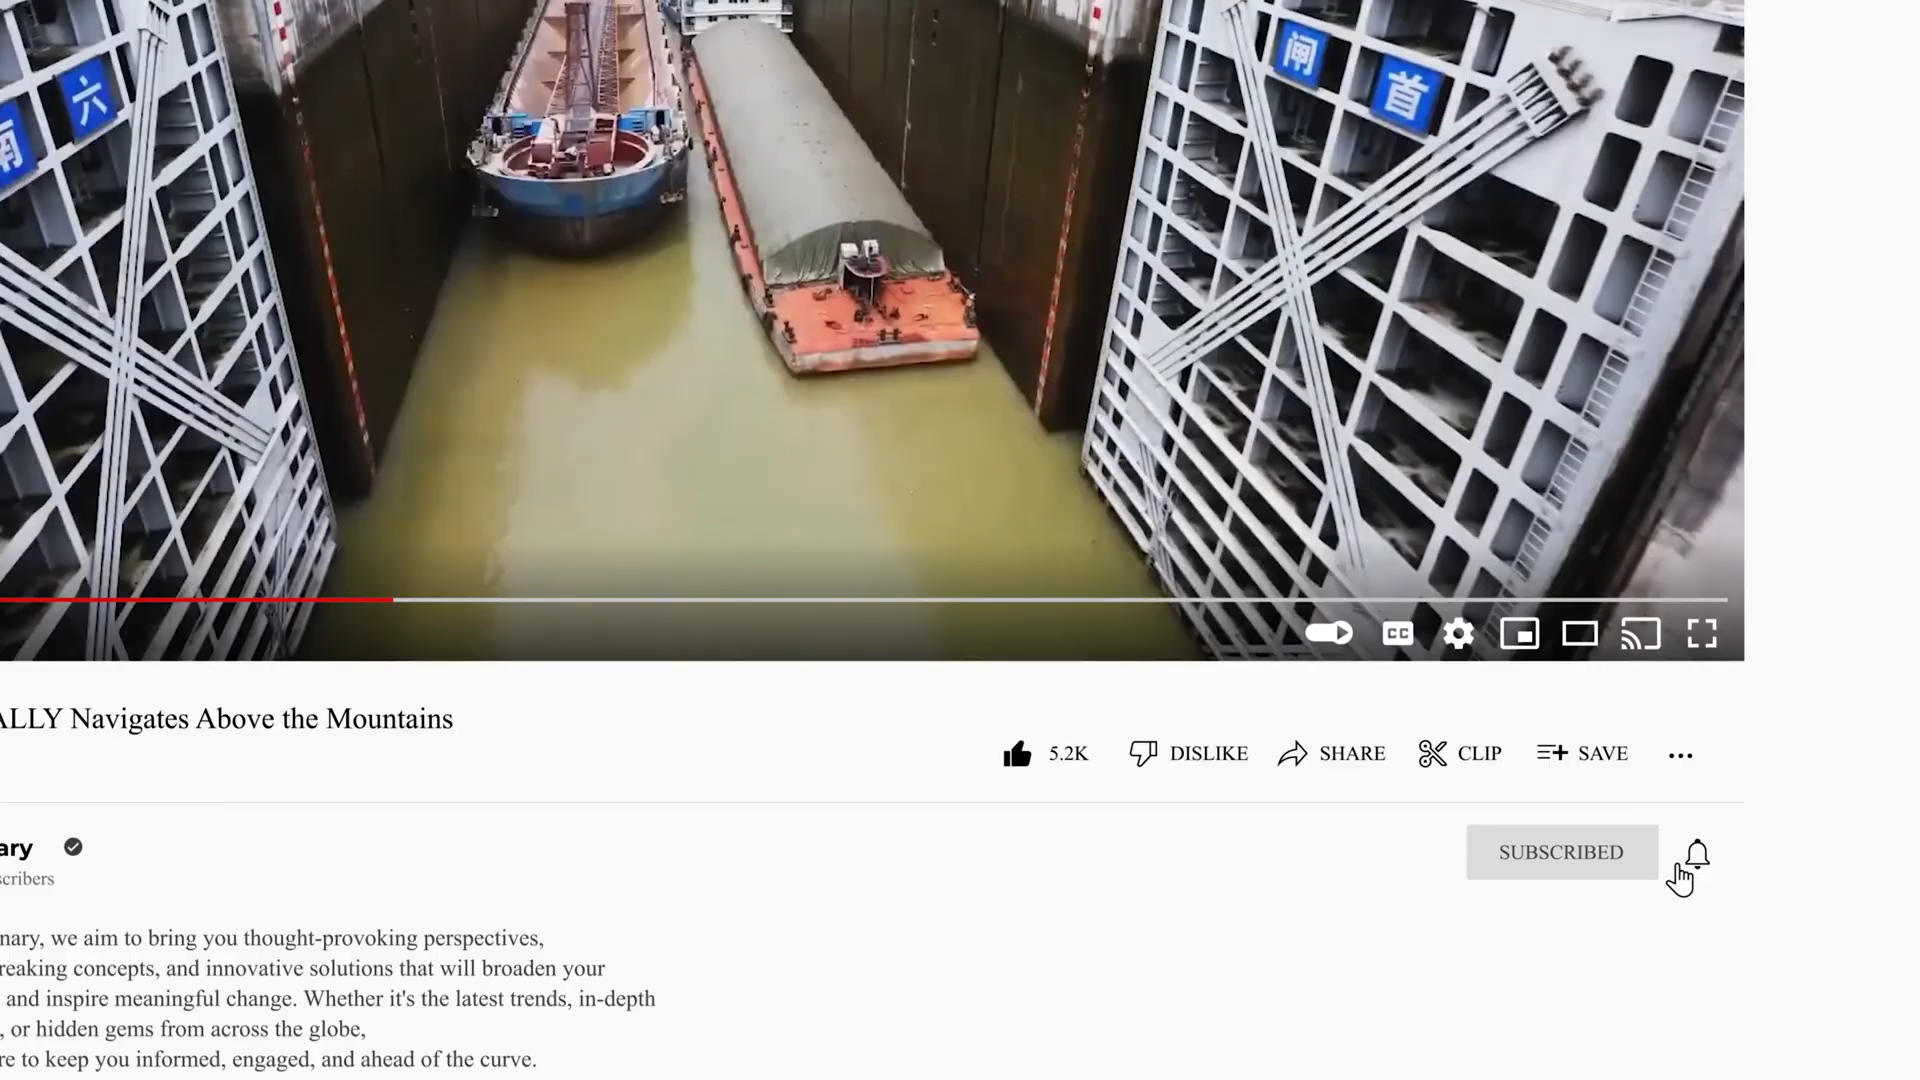 南
六
闸
首
CC
ALLY Navigates Above the Mountains
5.2K
DISLIKE
SHARE
CLIP
SAVE
ary
SUBSCRIBED
scribers
nary, we aim to bring you thought-provoking perspectives,
reaking concepts, and innovative solutions that will broaden your
and inspire meaningful change. Whether it's the latest trends, in-depth
, or hidden gems from across the globe,
re to keep you informed, engaged, and ahead of the curve.